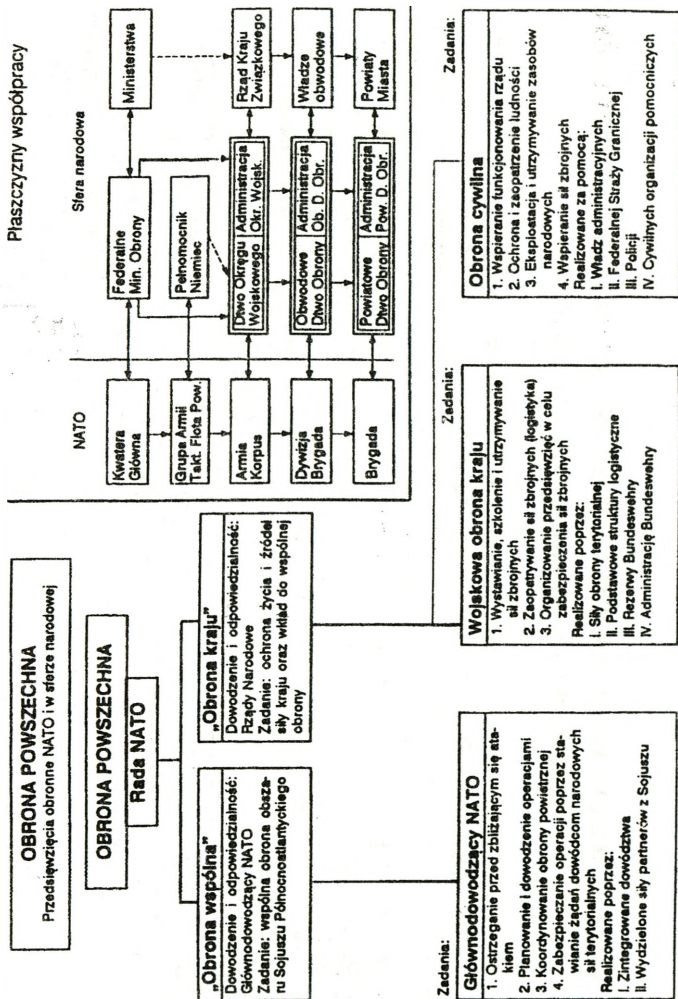 OBRONA POWSZECHNA
Przedsięwzięcia obronne NATO i w sferze narodowej
OBRONA POWSZECHNA
Rada NATO
„Obrona wspólna”
Dowodzenie i odpowiedzialność:
Głównodowodzący NATO
Zadanie: wspólna obrona obsza-
ru Sojuszu Północnoatlantyckiego
„Obrona kraju”
Dowodzenie i odpowiedzialność:
Rządy Narodowe
Zadania: ochrona życia i źródeł
siły kraju oraz wkład do wspólnej
obrony
Płaszczyzny współpracy
NATO
Sfera narodowa
Kwatera
Główna
Federalne
Min. Obrony
Ministerstwa
Grupa Armii
Takt. Flota Pow.
Pełnomocnik
Niemiec
Armia
Korpus
Dtwo Okręgu
Wojskowego
Administracja
Okr. Wojsk.
Rząd Kraju
Związkowego
Dywizja
Brygada
Obwodowe
Dtwo Obrony
Administracja
Ob. D. Obr.
Władze
obwodowe
Brygada
Powiatowe
Dtwo Obrony
Administracja
Pow. D. Obr.
Powiaty
Miasta
Zadania:
Głównodowodzący NATO
1. Ostrzeganie przed zbliżającym się ata-
kiem
2. Planowanie i dowodzenie operacjami
3. Koordynowanie obrony powistrznej
4. Zabezpieczanie operacji poprzez sta-
wianie żądań dowódcom narodowych
sił terytorialnych
Realizowane poprzez:
I. Zintegrowane dowództwa
II. Wydzielone siły partnerów z Sojuszu
Zadania:
Wojskowa obrona kraju
1. Wystawianie, szkolenie i utrzymywanie
sił zbrojnych
2. Zaopatrywanie sił zbrojnych (logistyka)
3. Organizowanie przedsięwzięć w celu
zabezpieczenia sił zbrojnych
Realizowane poprzez:
I. Siły obrony terytorialnej
II. Podstawowe struktury logistyczne
III. Rezerwy Bundeswehry
IV. Administrację Bundeswehry
Zadania:
Obrona cywilna
1. Wspieranie funkcjonowania rządu
2. Ochrona i zaopatrzenie ludności
3. Eksploatacja i utrzymywanie zasobów
narodowych
4. Wspieranie sił zbrojnych
Realizowane za pomocą:
I. Władz administracyjnych
II. Federalnej Straży Granicznej
III. Policji
IV. Cywilnych organizacji pomocniczych